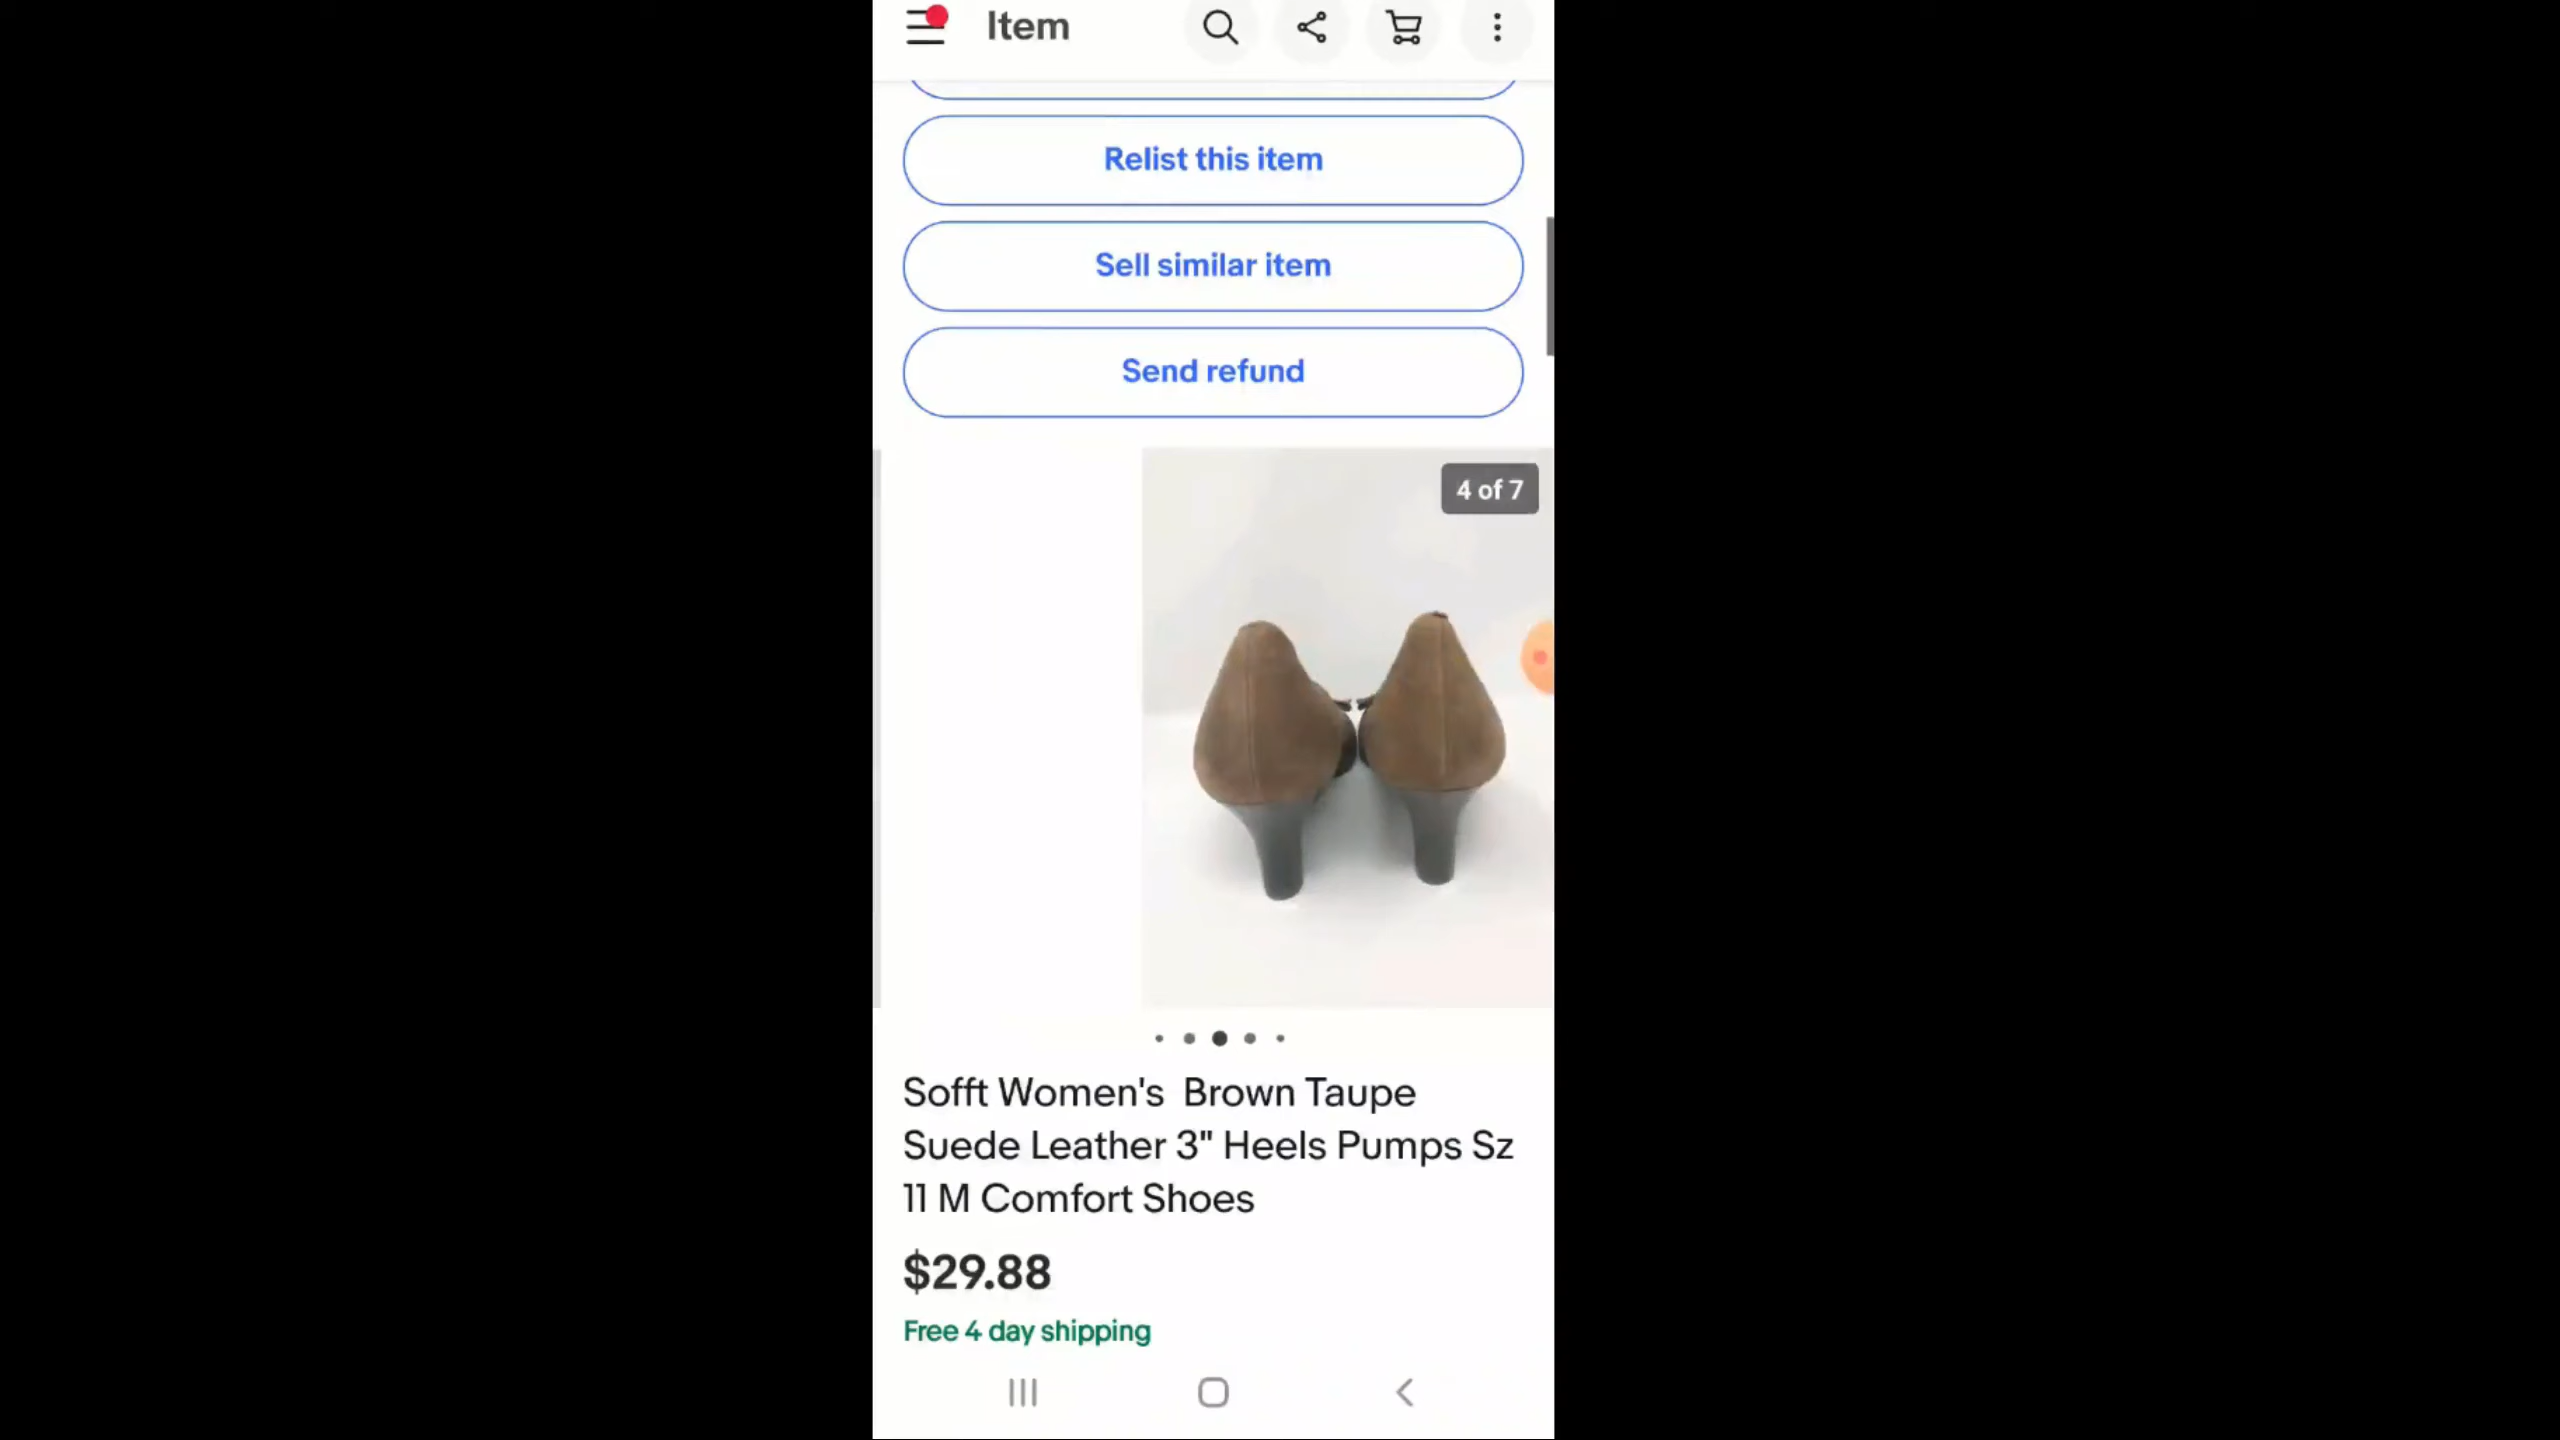 Item
Relist this item
Sell similar item
Send refund
4 of 7
Sofft Women's  Brown Taupe
Suede Leather 3" Heels Pumps Sz
11 M Comfort Shoes
$29.88
Free 4 day shipping